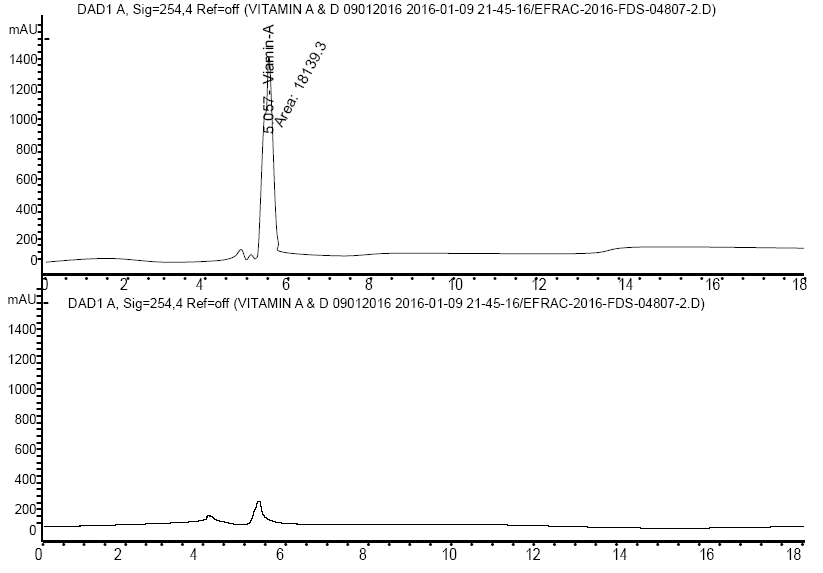 DAD1 A, Sig=254,4 Ref=off (VITAMIN A & D 09012016 2016-01-09 21-45-16/EFRAC-2016-FDS-04807-2.D)
mAU
5.057 - Viamin-A
Area: 18139.3
1400
1200
1000
800
600
400
200
0
0 2 4 6 8 10 12 14 16 18
mAU
DAD1 A, Sig=254,4 Ref=off (VITAMIN A & D 09012016 2016-01-09 21-45-16/EFRAC-2016-FDS-04807-2.D)
1400
1200
1000
800
600
400
200
0
0 2 4 6 8 10 12 14 16 18